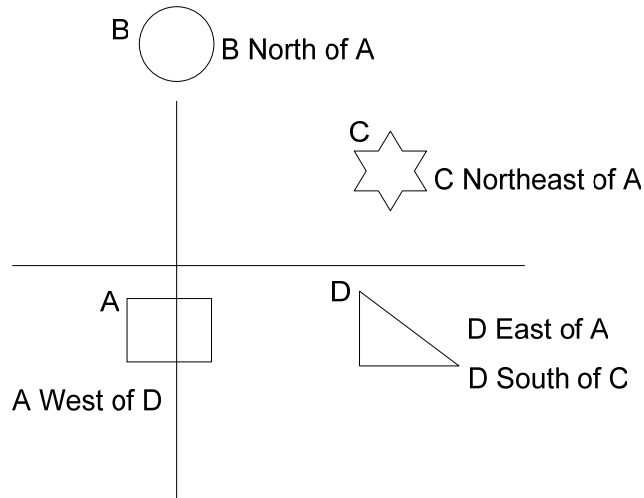 B
B North of A
C
C Northeast of A
A
D
D East of A
D South of C
A West of D